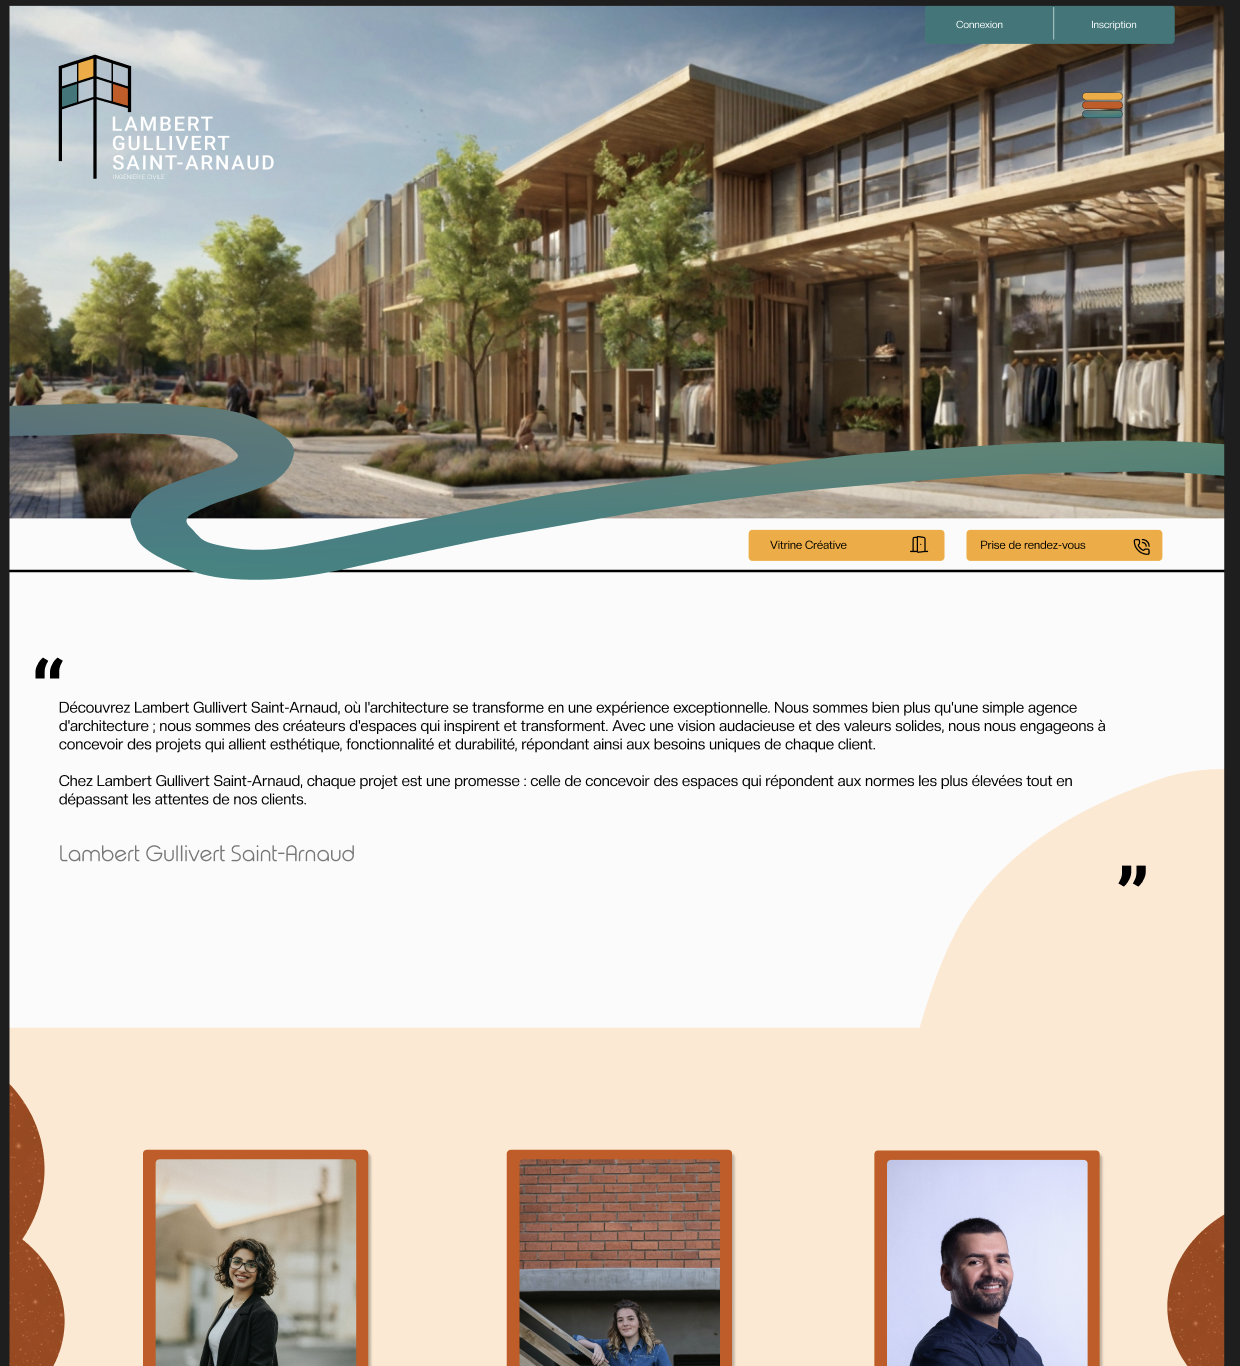 Connexion
Inscription
LAMBERT
GULLIVERT
SAINT-ARNAUD
INGÉNIERIE CIVILE
Vitrine Créative
Prise de rendez-vous
“
Découvrez Lambert Gullivert Saint-Arnaud, où l'architecture se transforme en une expérience exceptionnelle. Nous sommes bien plus qu'une simple agence
d'architecture ; nous sommes des créateurs d'espaces qui inspirent et transforment. Avec une vision audacieuse et des valeurs solides, nous nous engageons à
concevoir des projets qui allient esthétique, fonctionnalité et durabilité, répondant ainsi aux besoins uniques de chaque client.
Chez Lambert Gullivert Saint-Arnaud, chaque projet est une promesse : celle de concevoir des espaces qui répondent aux normes les plus élevées tout en
dépassant les attentes de nos clients.
Lambert Gullivert Saint-Arnaud
”